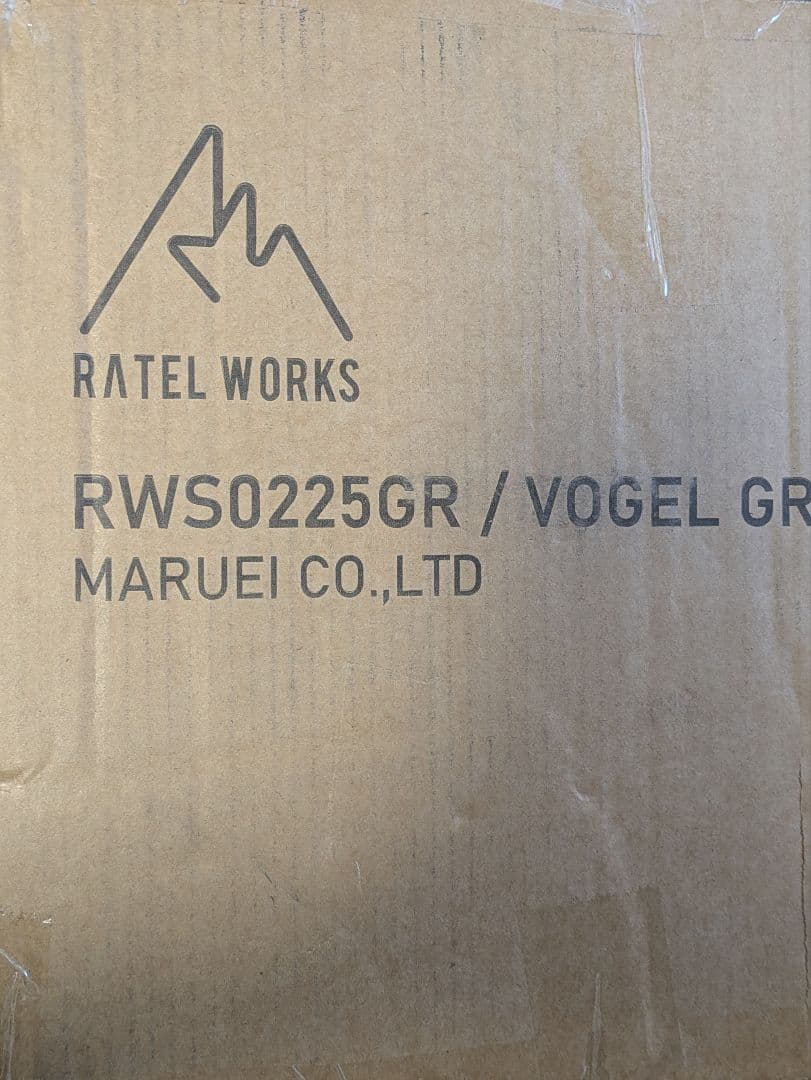 RATEL WORKS
RWS0225GR / VOGEL GR
MARUEI CO.,LTD